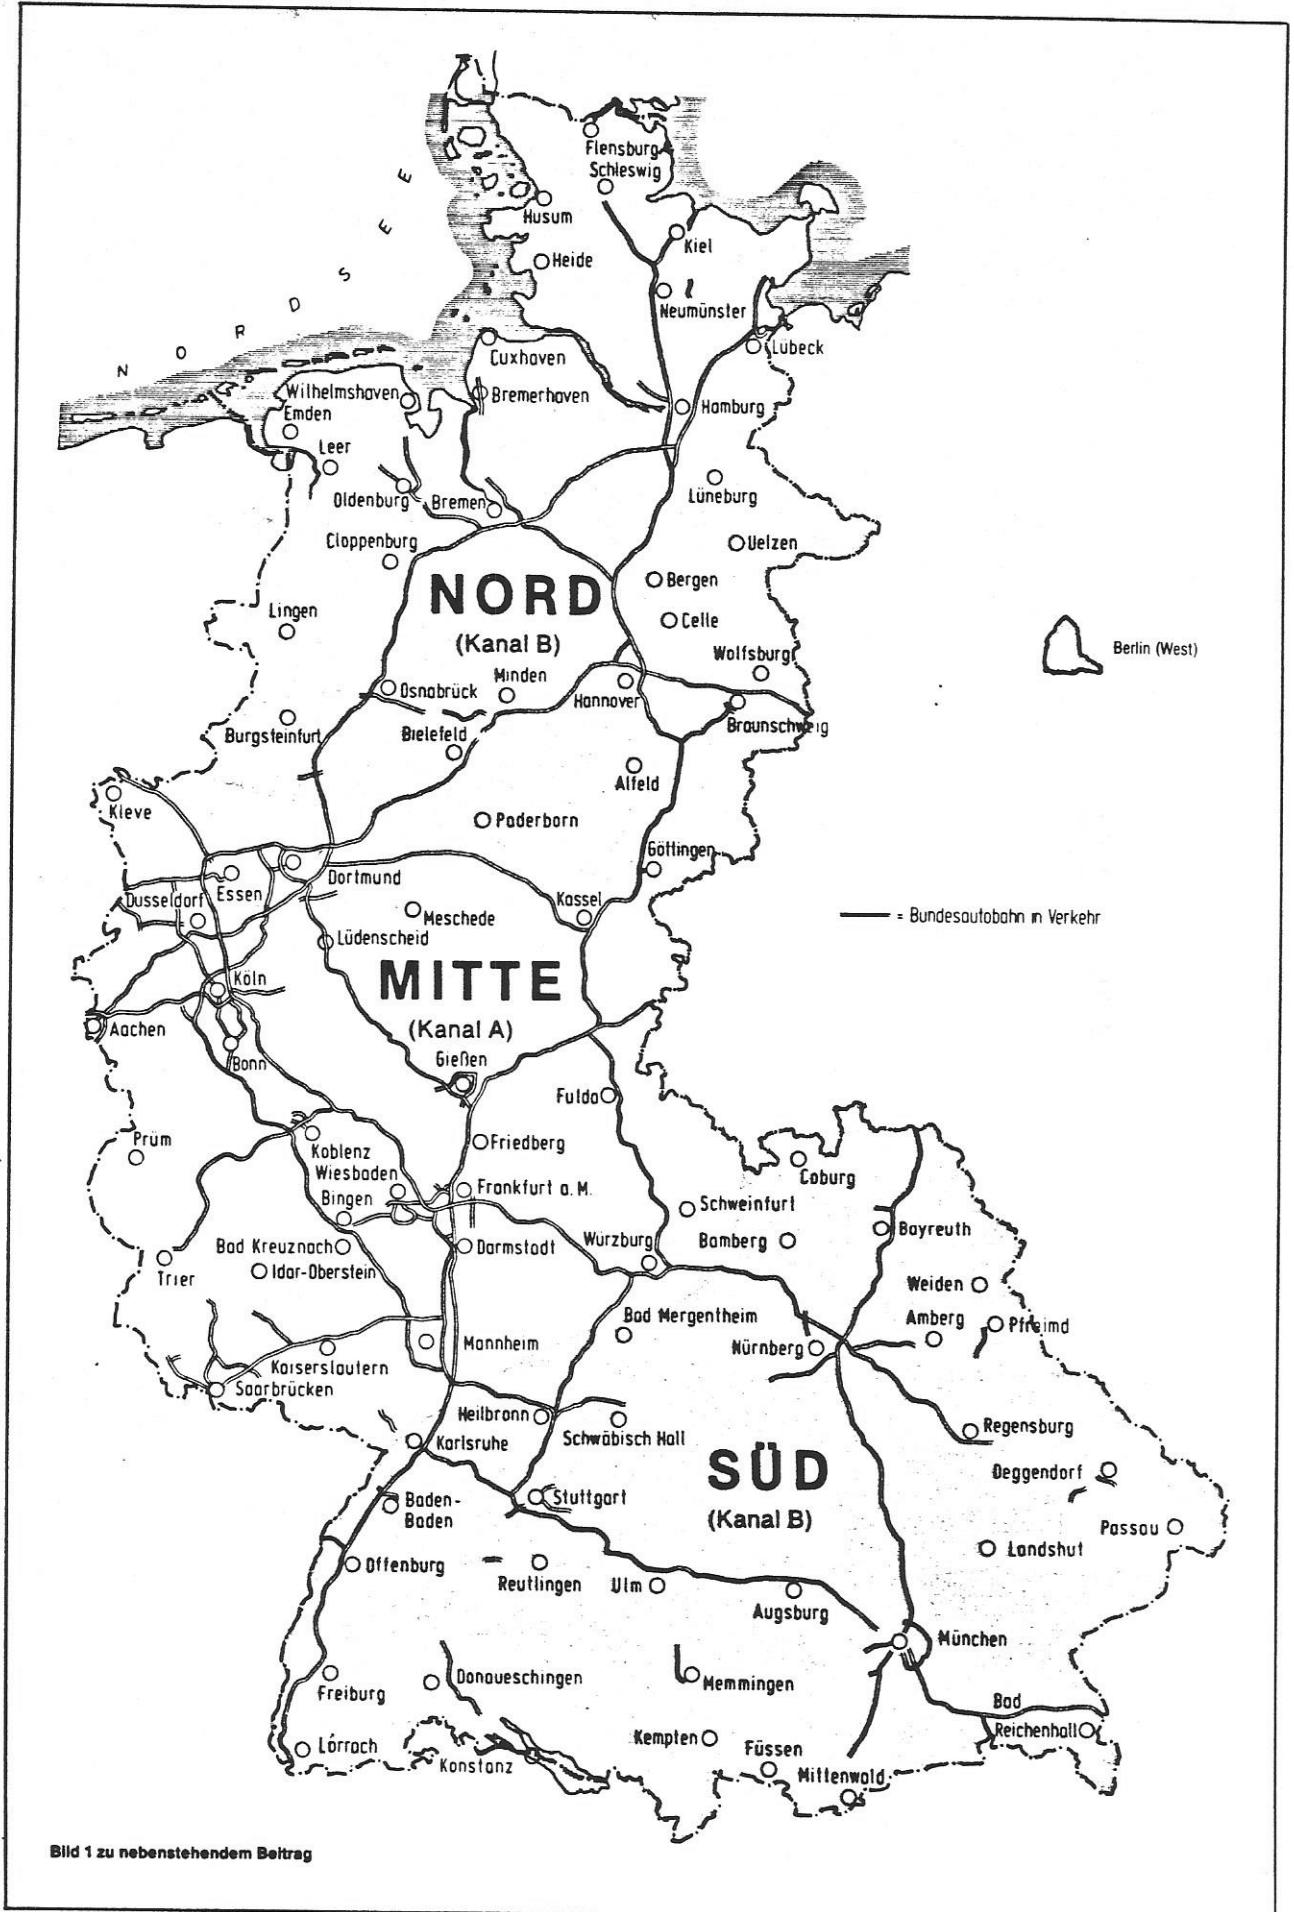 Flensburg
Schleswig
Husum
Kiel
Heide
Neumünster
NORDSEE
Lübeck
Cuxhaven
Wilhelmshaven
Bremerhaven
Hamburg
Emden
Leer
Lüneburg
Oldenburg
Bremen
Cloppenburg
Uelzen
Bergen
NORD
(Kanal B)
Lingen
Celle
Wolfsburg
Berlin (West)
Osnabrück
Minden
Hannover
Braunschweig
Burgsteinfurt
Bielefeld
Alfeld
Kleve
Paderborn
Göttingen
Essen
Dortmund
Dusseldorf
Kassel
Meschede
= Bundesautobahn in Verkehr
Lüdenscheid
MITTE
(Kanal A)
Köln
Aachen
Bonn
Gießen
Fulda
Prüm
Koblenz
Friedberg
Wiesbaden
Coburg
Bingen
Frankfurt a. M.
Schweinfurt
Bayreuth
Bad Kreuznach
Darmstadt
Würzburg
Bamberg
Trier
Idar-Oberstein
Weiden
Bad Mergentheim
Amberg
Pfreimd
Mannheim
Nürnberg
Kaiserslautern
Saarbrücken
Heilbronn
Schwäbisch Hall
Regensburg
Karlsruhe
SÜD
(Kanal B)
Deggendorf
Baden-
Baden
Stuttgart
Passau
Landshut
Offenburg
Reutlingen
Ulm
Augsburg
München
Freiburg
Donaueschingen
Memmingen
Bad
Reichenhall
Lörrach
Konstanz
Kempten
Füssen
Mittenwald
Bild 1 zu nebenstehendem Beitrag